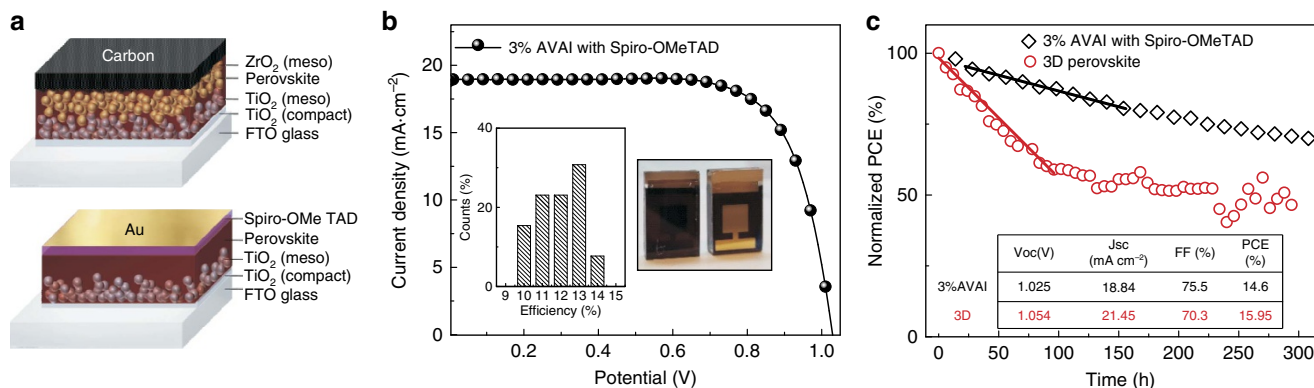 a
Carbon
ZrO₂ (meso)
Perovskite
TiO₂ (meso)
TiO₂ (compact)
FTO glass
Au
Spiro-OMe TAD
Perovskite
TiO₂ (meso)
TiO₂ (compact)
FTO glass
b
3% AVAI with Spiro-OMeTAD
Current density (mA·cm⁻²)
20
15
10
5
0
0.2 0.4 0.6 0.8 1.0
Potential (V)
Counts (%)
40
20
0
9 10 11 12 13 14 15
Efficiency (%)
c
3% AVAI with Spiro-OMeTAD
3D perovskite
Normalized PCE (%)
100
50
0
0 50 100 150 200 250 300
Time (h)
Voc(V) Jsc (mA cm⁻²) FF (%) PCE (%)
3%AVAI 1.025 18.84 75.5 14.6
3D 1.054 21.45 70.3 15.95